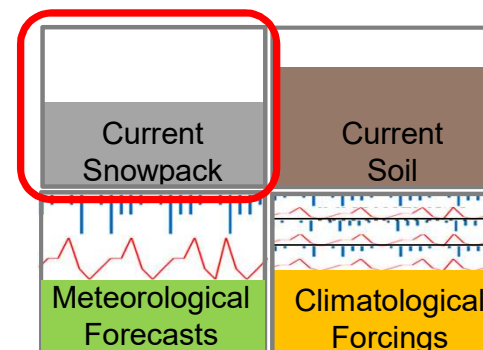 Current
Snowpack
Current
Soil
Meteorological
Forecasts
Climatological
Forcings